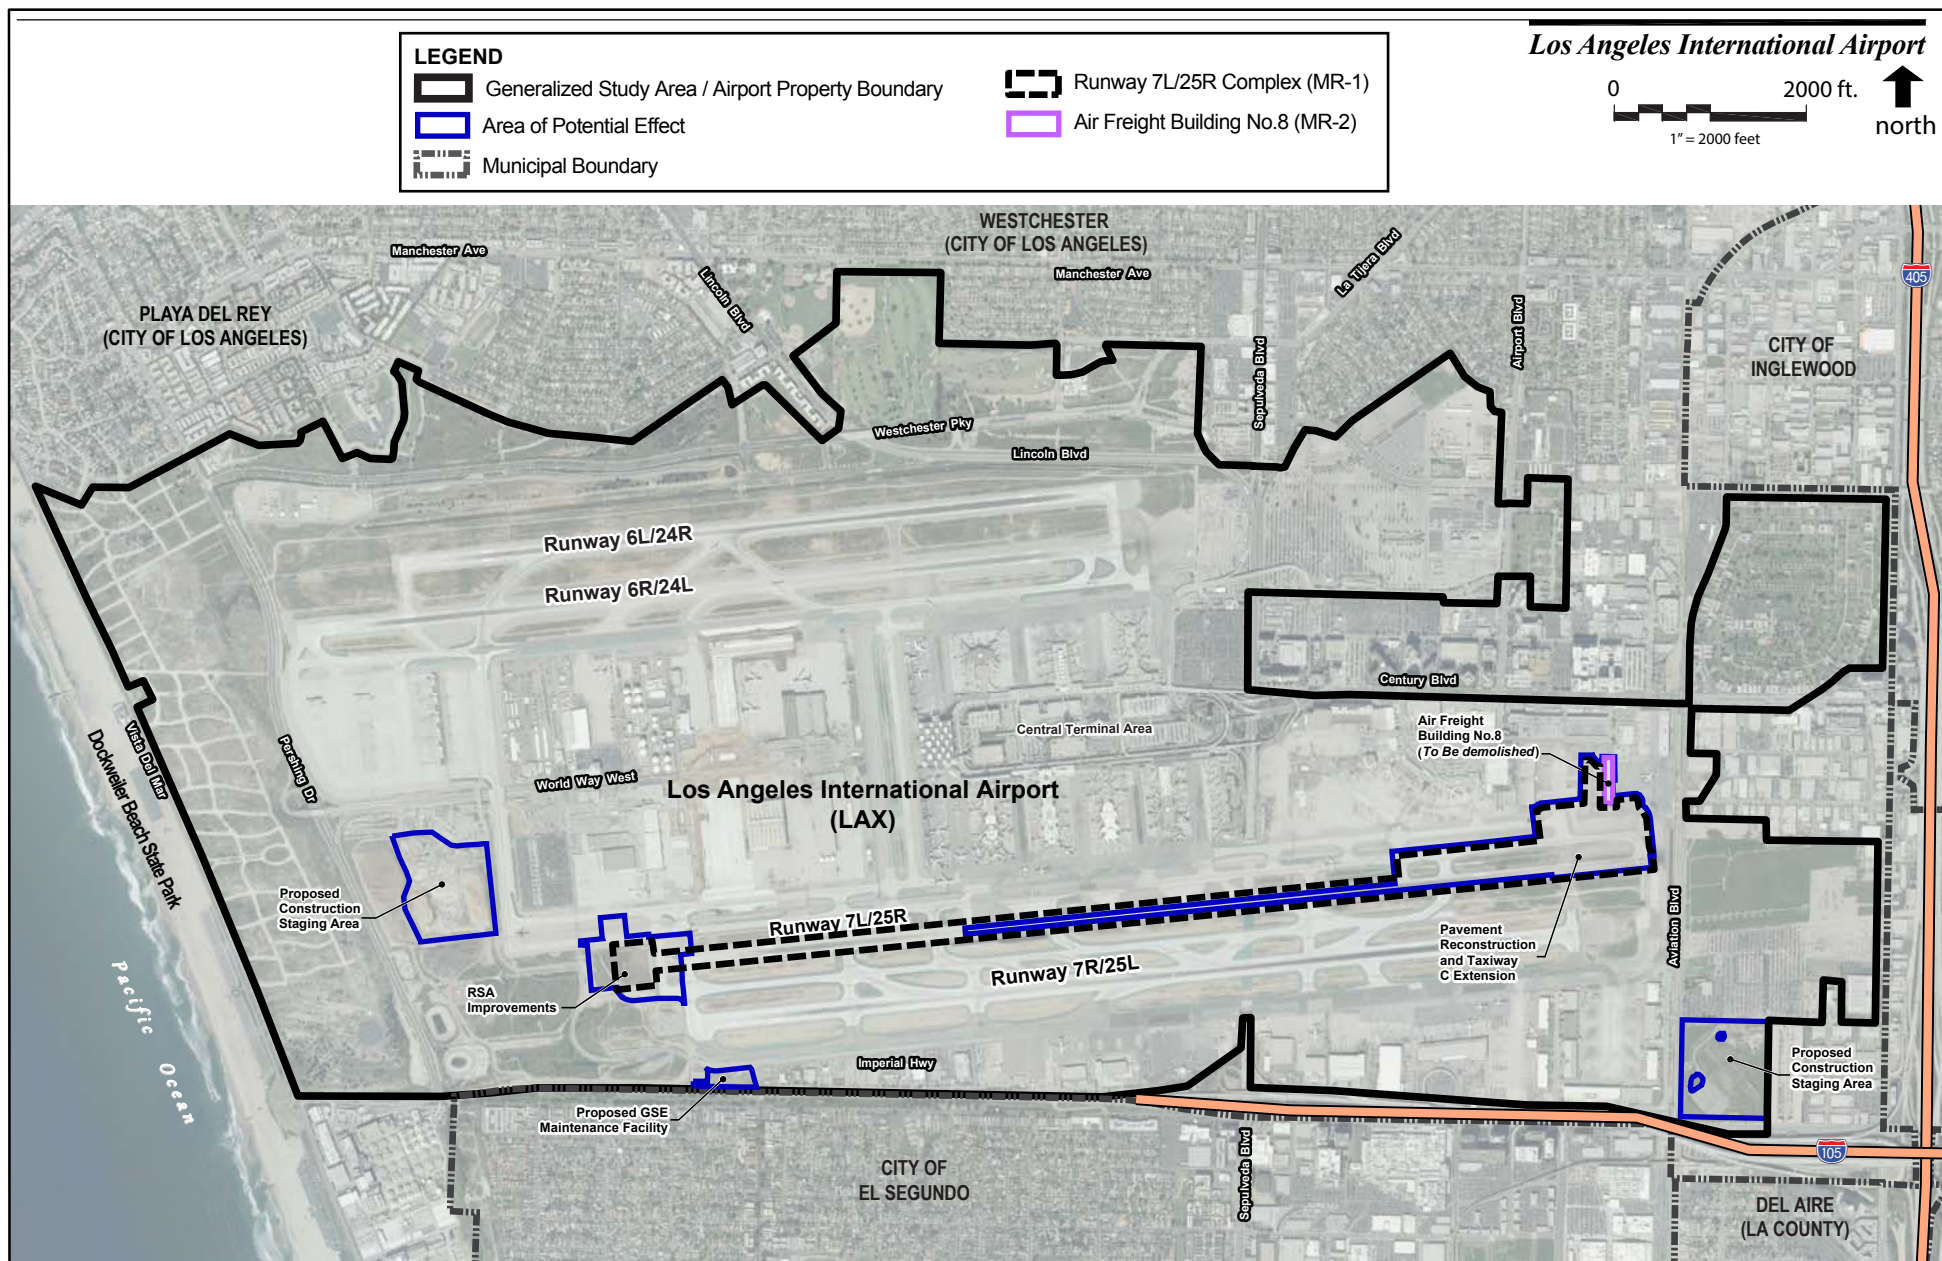 Los Angeles International Airport
0 2000 ft.
1" = 2000 feet
north
LEGEND
Generalized Study Area / Airport Property Boundary
Area of Potential Effect
Municipal Boundary
Runway 7L/25R Complex (MR-1)
Air Freight Building No.8 (MR-2)
WESTCHESTER
(CITY OF LOS ANGELES)
Manchester Ave
Manchester Ave
Lincoln Blvd
La Tijera Blvd
405
PLAYA DEL REY
(CITY OF LOS ANGELES)
Airport Blvd
Sepulveda Blvd
CITY OF
INGLEWOOD
Westchester Pky
Lincoln Blvd
Runway 6L/24R
Runway 6R/24L
Century Blvd
Central Terminal Area
Air Freight
Building No.8
(To Be demolished)
Vista Del Mar
Pershing Dr
Dockweiler Beach State Park
World Way West
Los Angeles International Airport
(LAX)
Proposed
Construction
Staging Area
Runway 7L/25R
Runway 7R/25L
Pavement
Reconstruction
and Taxiway
C Extension
Aviation Blvd
RSA
Improvements
Pacific Ocean
Imperial Hwy
Proposed
Construction
Staging Area
Proposed GSE
Maintenance Facility
Sepulveda Blvd
105
CITY OF
EL SEGUNDO
DEL AIRE
(LA COUNTY)